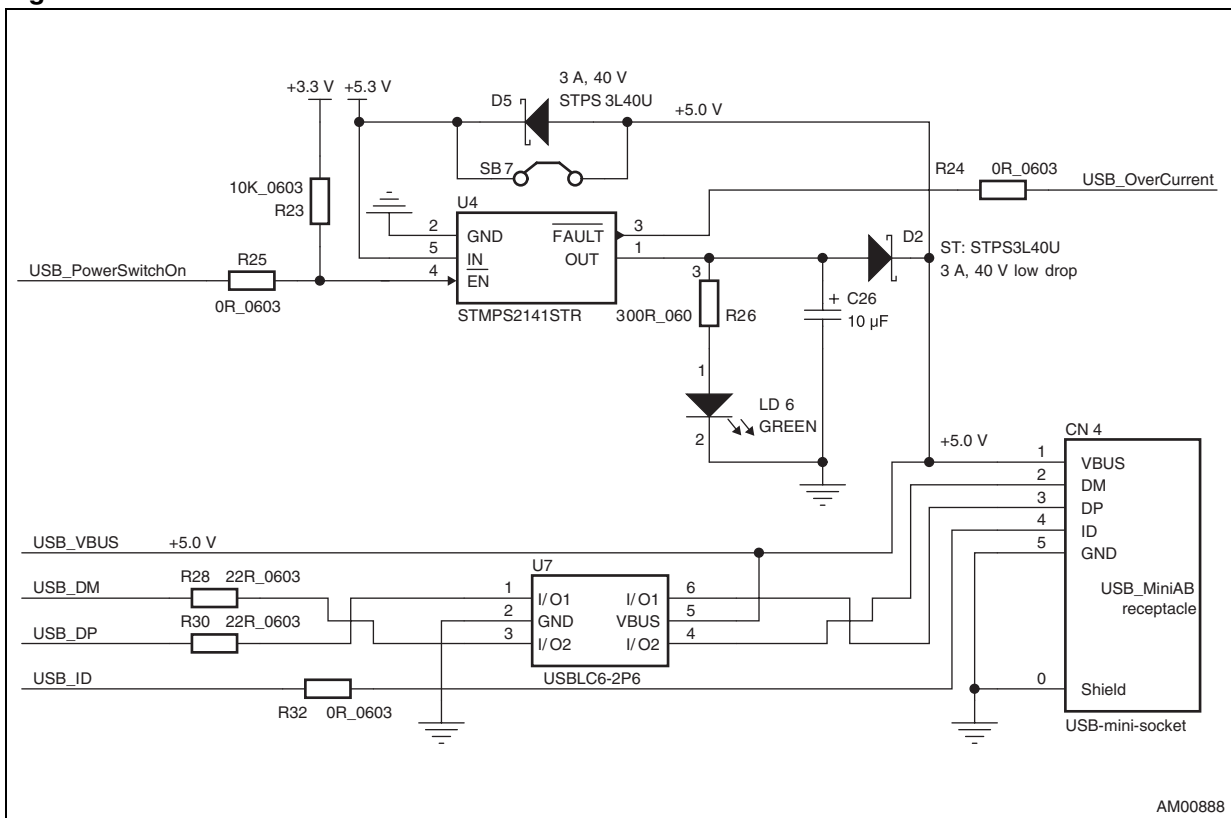 3 A, 40 V
+3.3 V +5.3 V
D5 STPS 3L40U
+5.0 V
SB 7
R24 0R_0603
USB_OverCurrent
10K_0603
R23
U4
2 GND FAULT 3
5 IN OUT 1
4 EN
STMPS2141STR
D2
ST: STPS3L40U
3 A, 40 V low drop
USB_PowerSwitchOn
R25
0R_0603
3
300R_060 R26
+ C26
10 µF
1
LD 6
GREEN
2
+5.0 V
CN 4
1 VBUS
2 DM
3 DP
4 ID
5 GND
USB_MiniAB
receptacle
0 Shield
USB-mini-socket
USB_VBUS +5.0 V
USB_DM R28 22R_0603
USB_DP R30 22R_0603
USB_ID
R32 0R_0603
U7
1 I/O1 I/O1 6
2 GND VBUS 5
3 I/O2 I/O2 4
USBLC6-2P6
AM00888